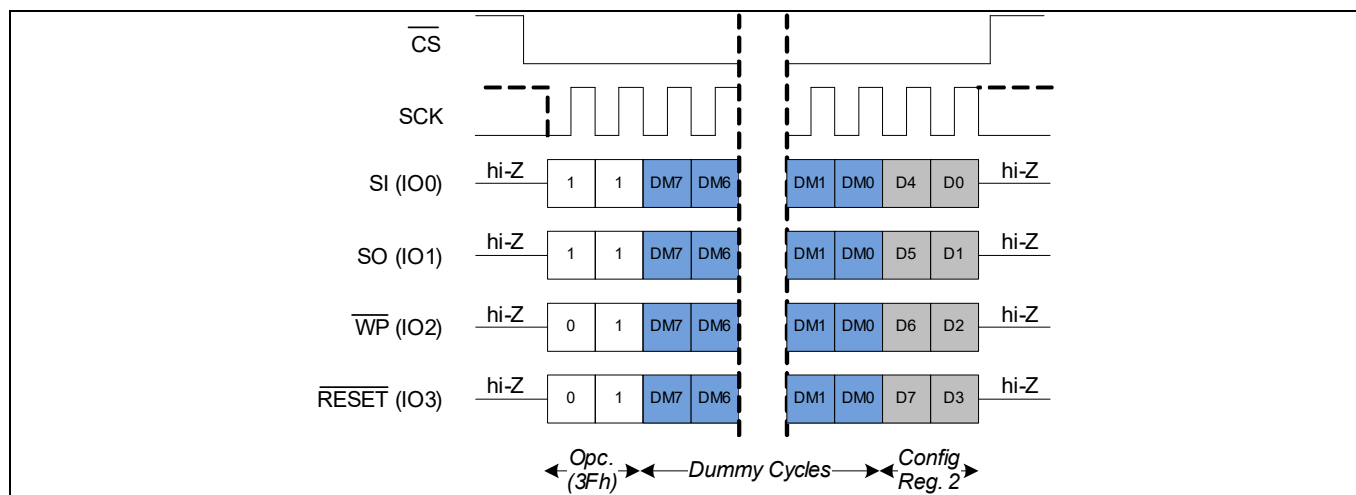 CS
SCK
SI (IO0) hi-Z 1 1 DM7 DM6 DM1 DM0 D4 D0 hi-Z
SO (IO1) hi-Z 1 1 DM7 DM6 DM1 DM0 D5 D1 hi-Z
WP (IO2) hi-Z 0 1 DM7 DM6 DM1 DM0 D6 D2 hi-Z
RESET (IO3) hi-Z 0 1 DM7 DM6 DM1 DM0 D7 D3 hi-Z
Opc. Dummy Cycles Config
(3Fh) Reg. 2